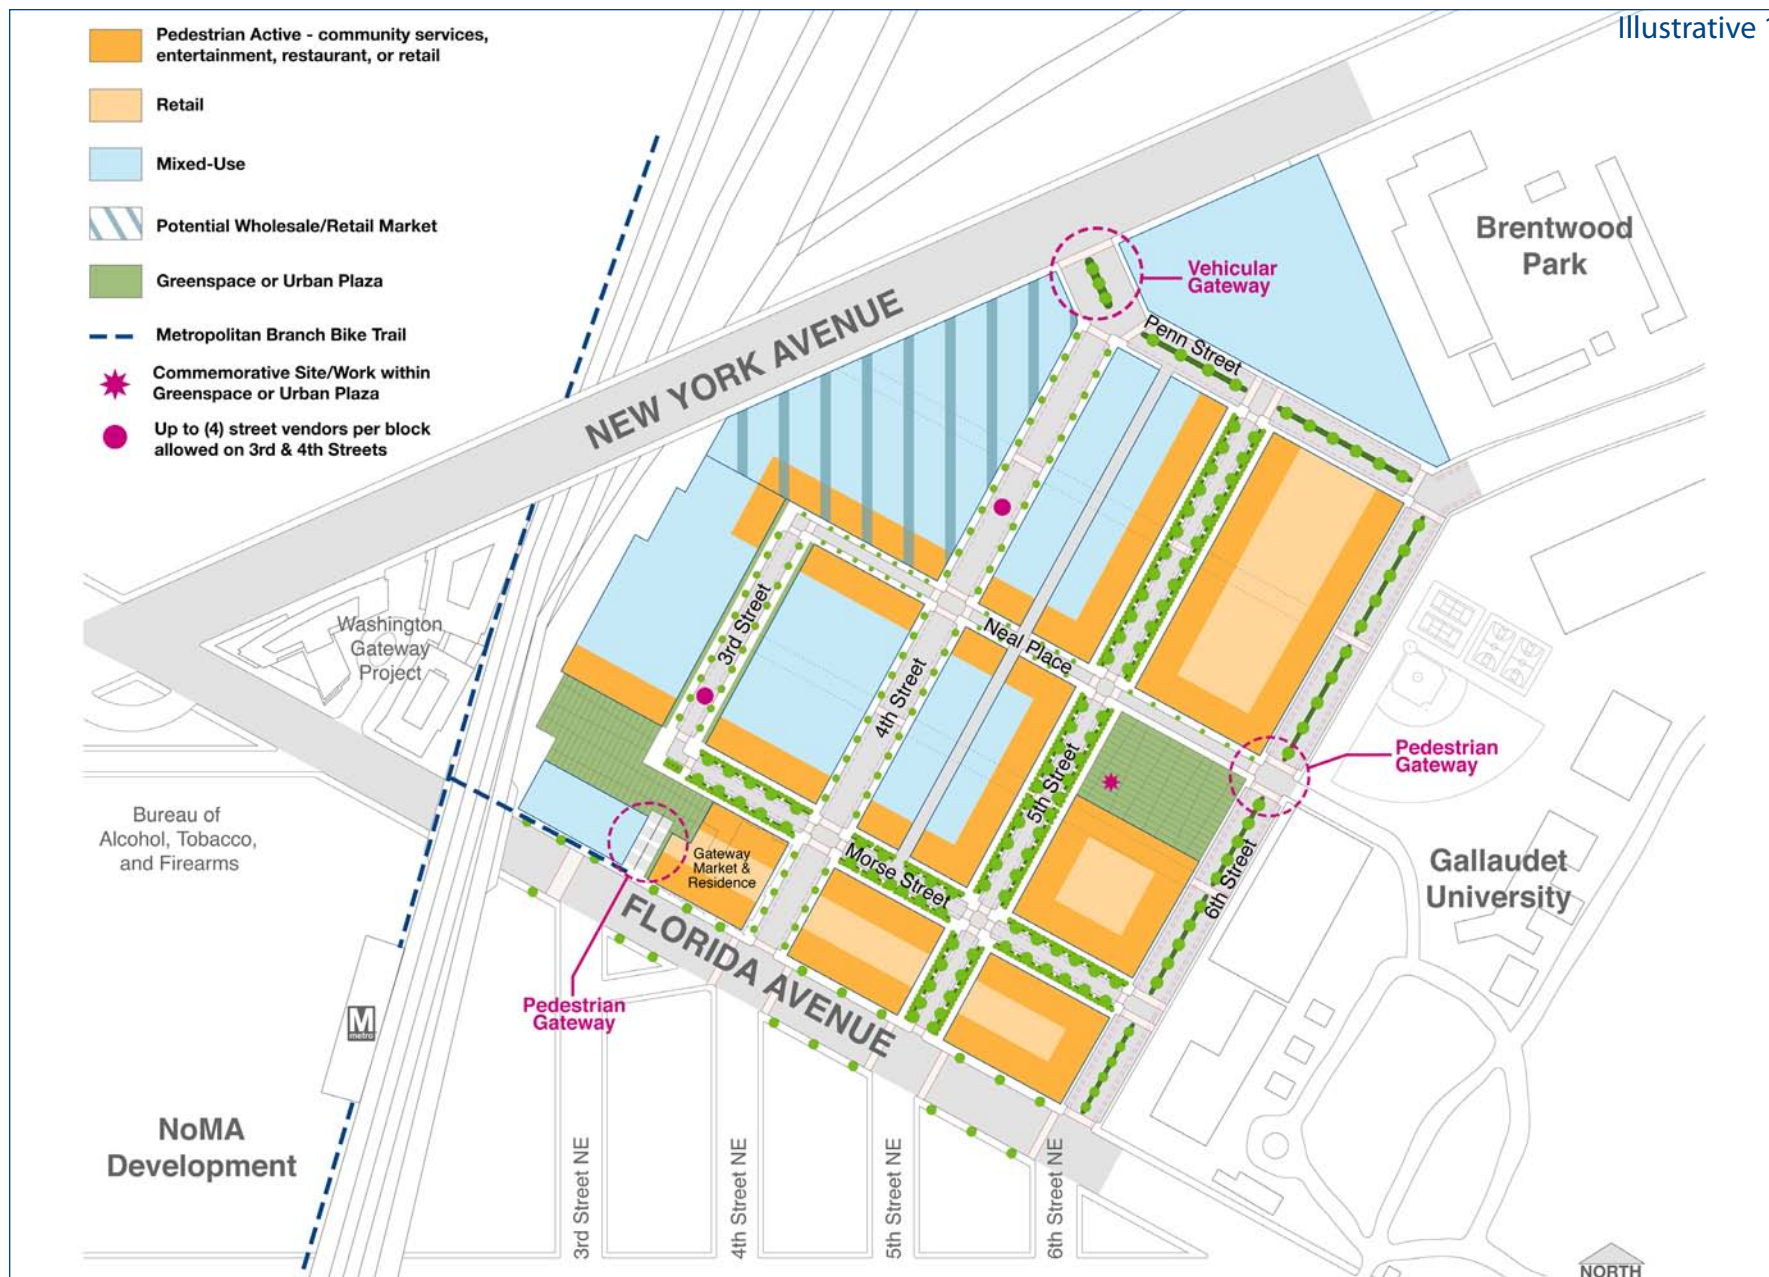 Illustrative 1
Pedestrian Active - community services,
entertainment, restaurant, or retail
Retail
Mixed-Use
Potential Wholesale/Retail Market
Greenspace or Urban Plaza
Metropolitan Branch Bike Trail
Commemorative Site/Work within
Greenspace or Urban Plaza
Up to (4) street vendors per block
allowed on 3rd & 4th Streets
Brentwood
Park
Vehicular
Gateway
NEW YORK AVENUE
Penn Street
Washington
Gateway
Project
3rd Street
Neal Place
4th Street
5th Street
Pedestrian
Gateway
Bureau of
Alcohol, Tobacco,
and Firearms
Gateway
Market &
Residence
Morse Street
6th Street
Gallaudet
University
FLORIDA AVENUE
Pedestrian
Gateway
M
metro
NoMA
Development
3rd Street NE
4th Street NE
5th Street NE
6th Street NE
NORTH